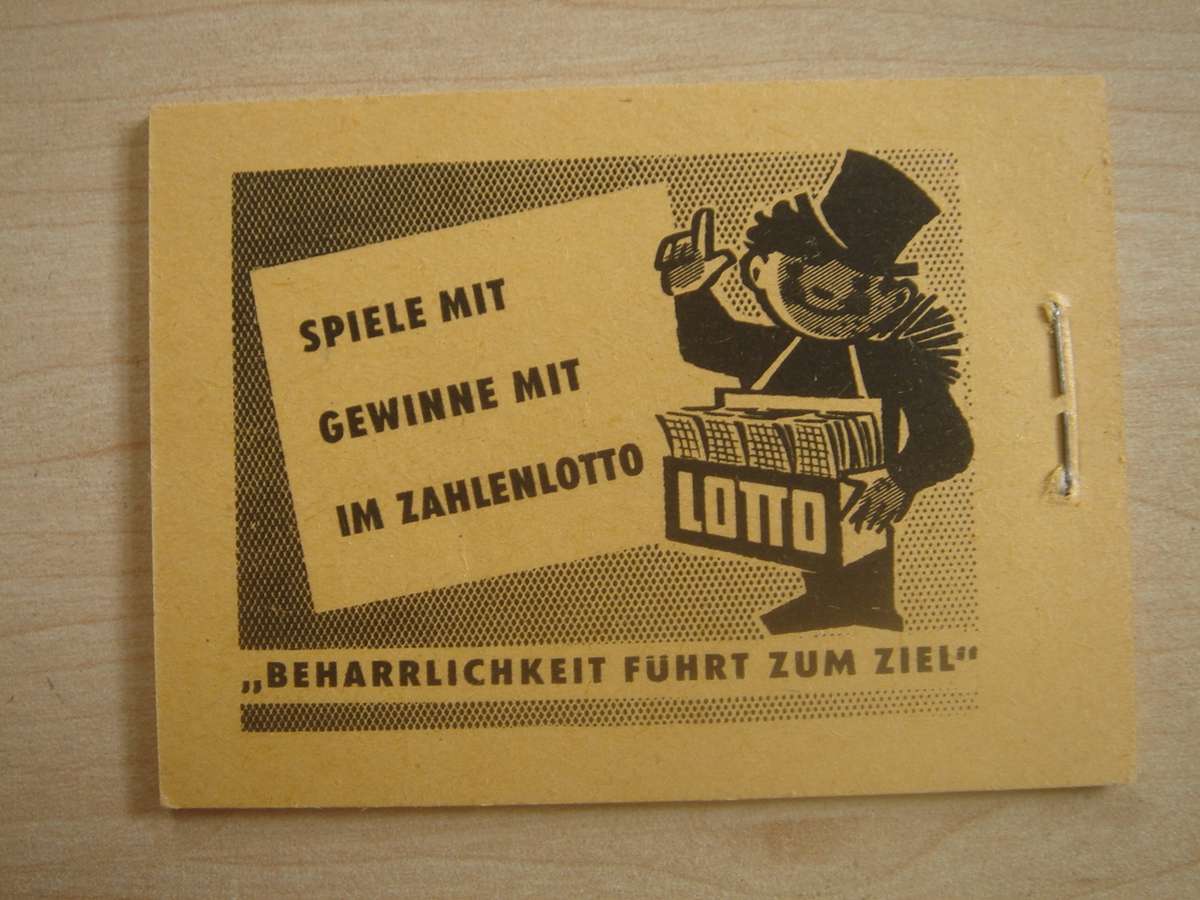 SPIELE MIT
GEWINNE MIT
IM ZAHLENLOTTO
LOTTO
„BEHARRLICHKEIT FÜHRT ZUM ZIEL“